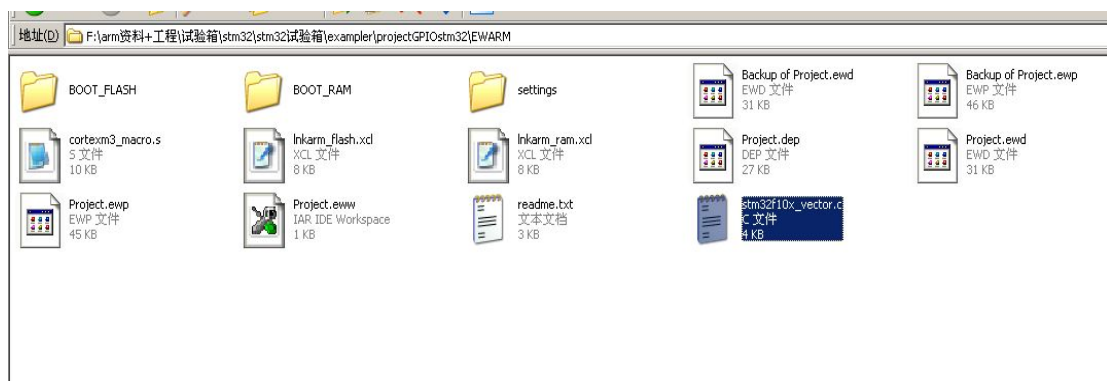 地址(D) F:\arm资料+工程\试验箱\stm32\stm32试验箱\exampler\projectGPIOstm32\EWARM
BOOT_FLASH
BOOT_RAM
settings
Backup of Project.ewd
EWD 文件
31 KB
Backup of Project.ewp
EWP 文件
46 KB
cortexm3_macro.s
S 文件
10 KB
lnkarm_flash.xcl
XCL 文件
8 KB
lnkarm_ram.xcl
XCL 文件
8 KB
Project.dep
DEP 文件
27 KB
Project.ewd
EWD 文件
31 KB
Project.ewp
EWP 文件
45 KB
Project.eww
IAR IDE Workspace
1 KB
readme.txt
文本文档
3 KB
stm32f10x_vector.c
C 文件
4 KB